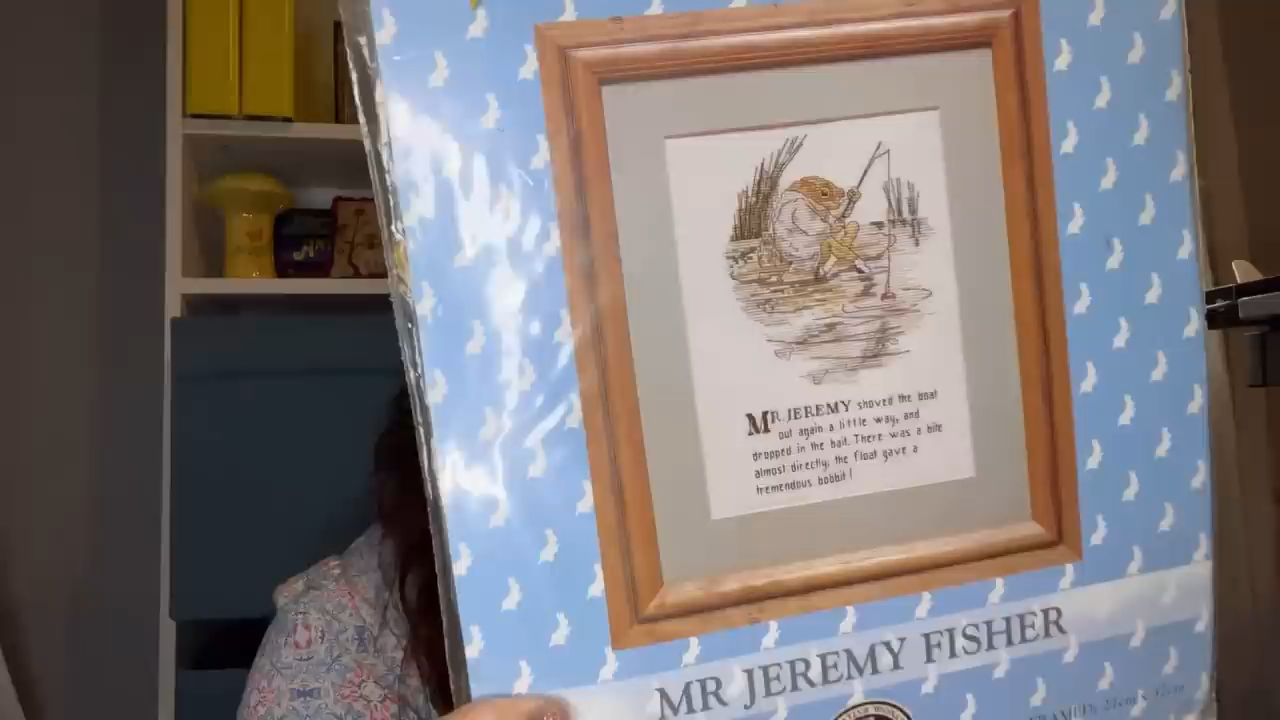 MR. JEREMY shoved the boat
out again a little way, and
dropped in the bait. There was a bite
almost directly; the float gave a
tremendous bobbit!
MR JEREMY FISHER